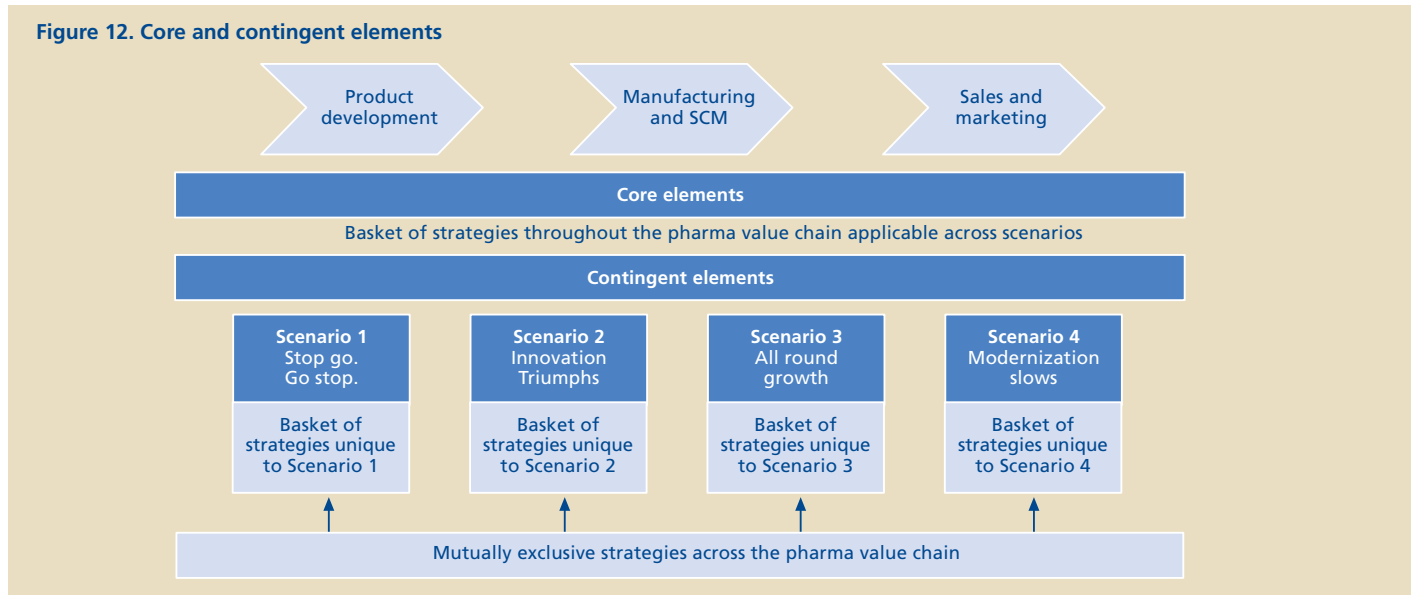 Figure 12. Core and contingent elements
Product
development
Manufacturing
and SCM
Sales and
marketing
Core elements
Basket of strategies throughout the pharma value chain applicable across scenarios
Contingent elements
Scenario 1
Stop go.
Go stop.
Basket of
strategies unique
to Scenario 1
Scenario 2
Innovation
Triumphs
Basket of
strategies unique
to Scenario 2
Scenario 3
All round
growth
Basket of
strategies unique
to Scenario 3
Scenario 4
Modernization
slows
Basket of
strategies unique
to Scenario 4
Mutually exclusive strategies across the pharma value chain